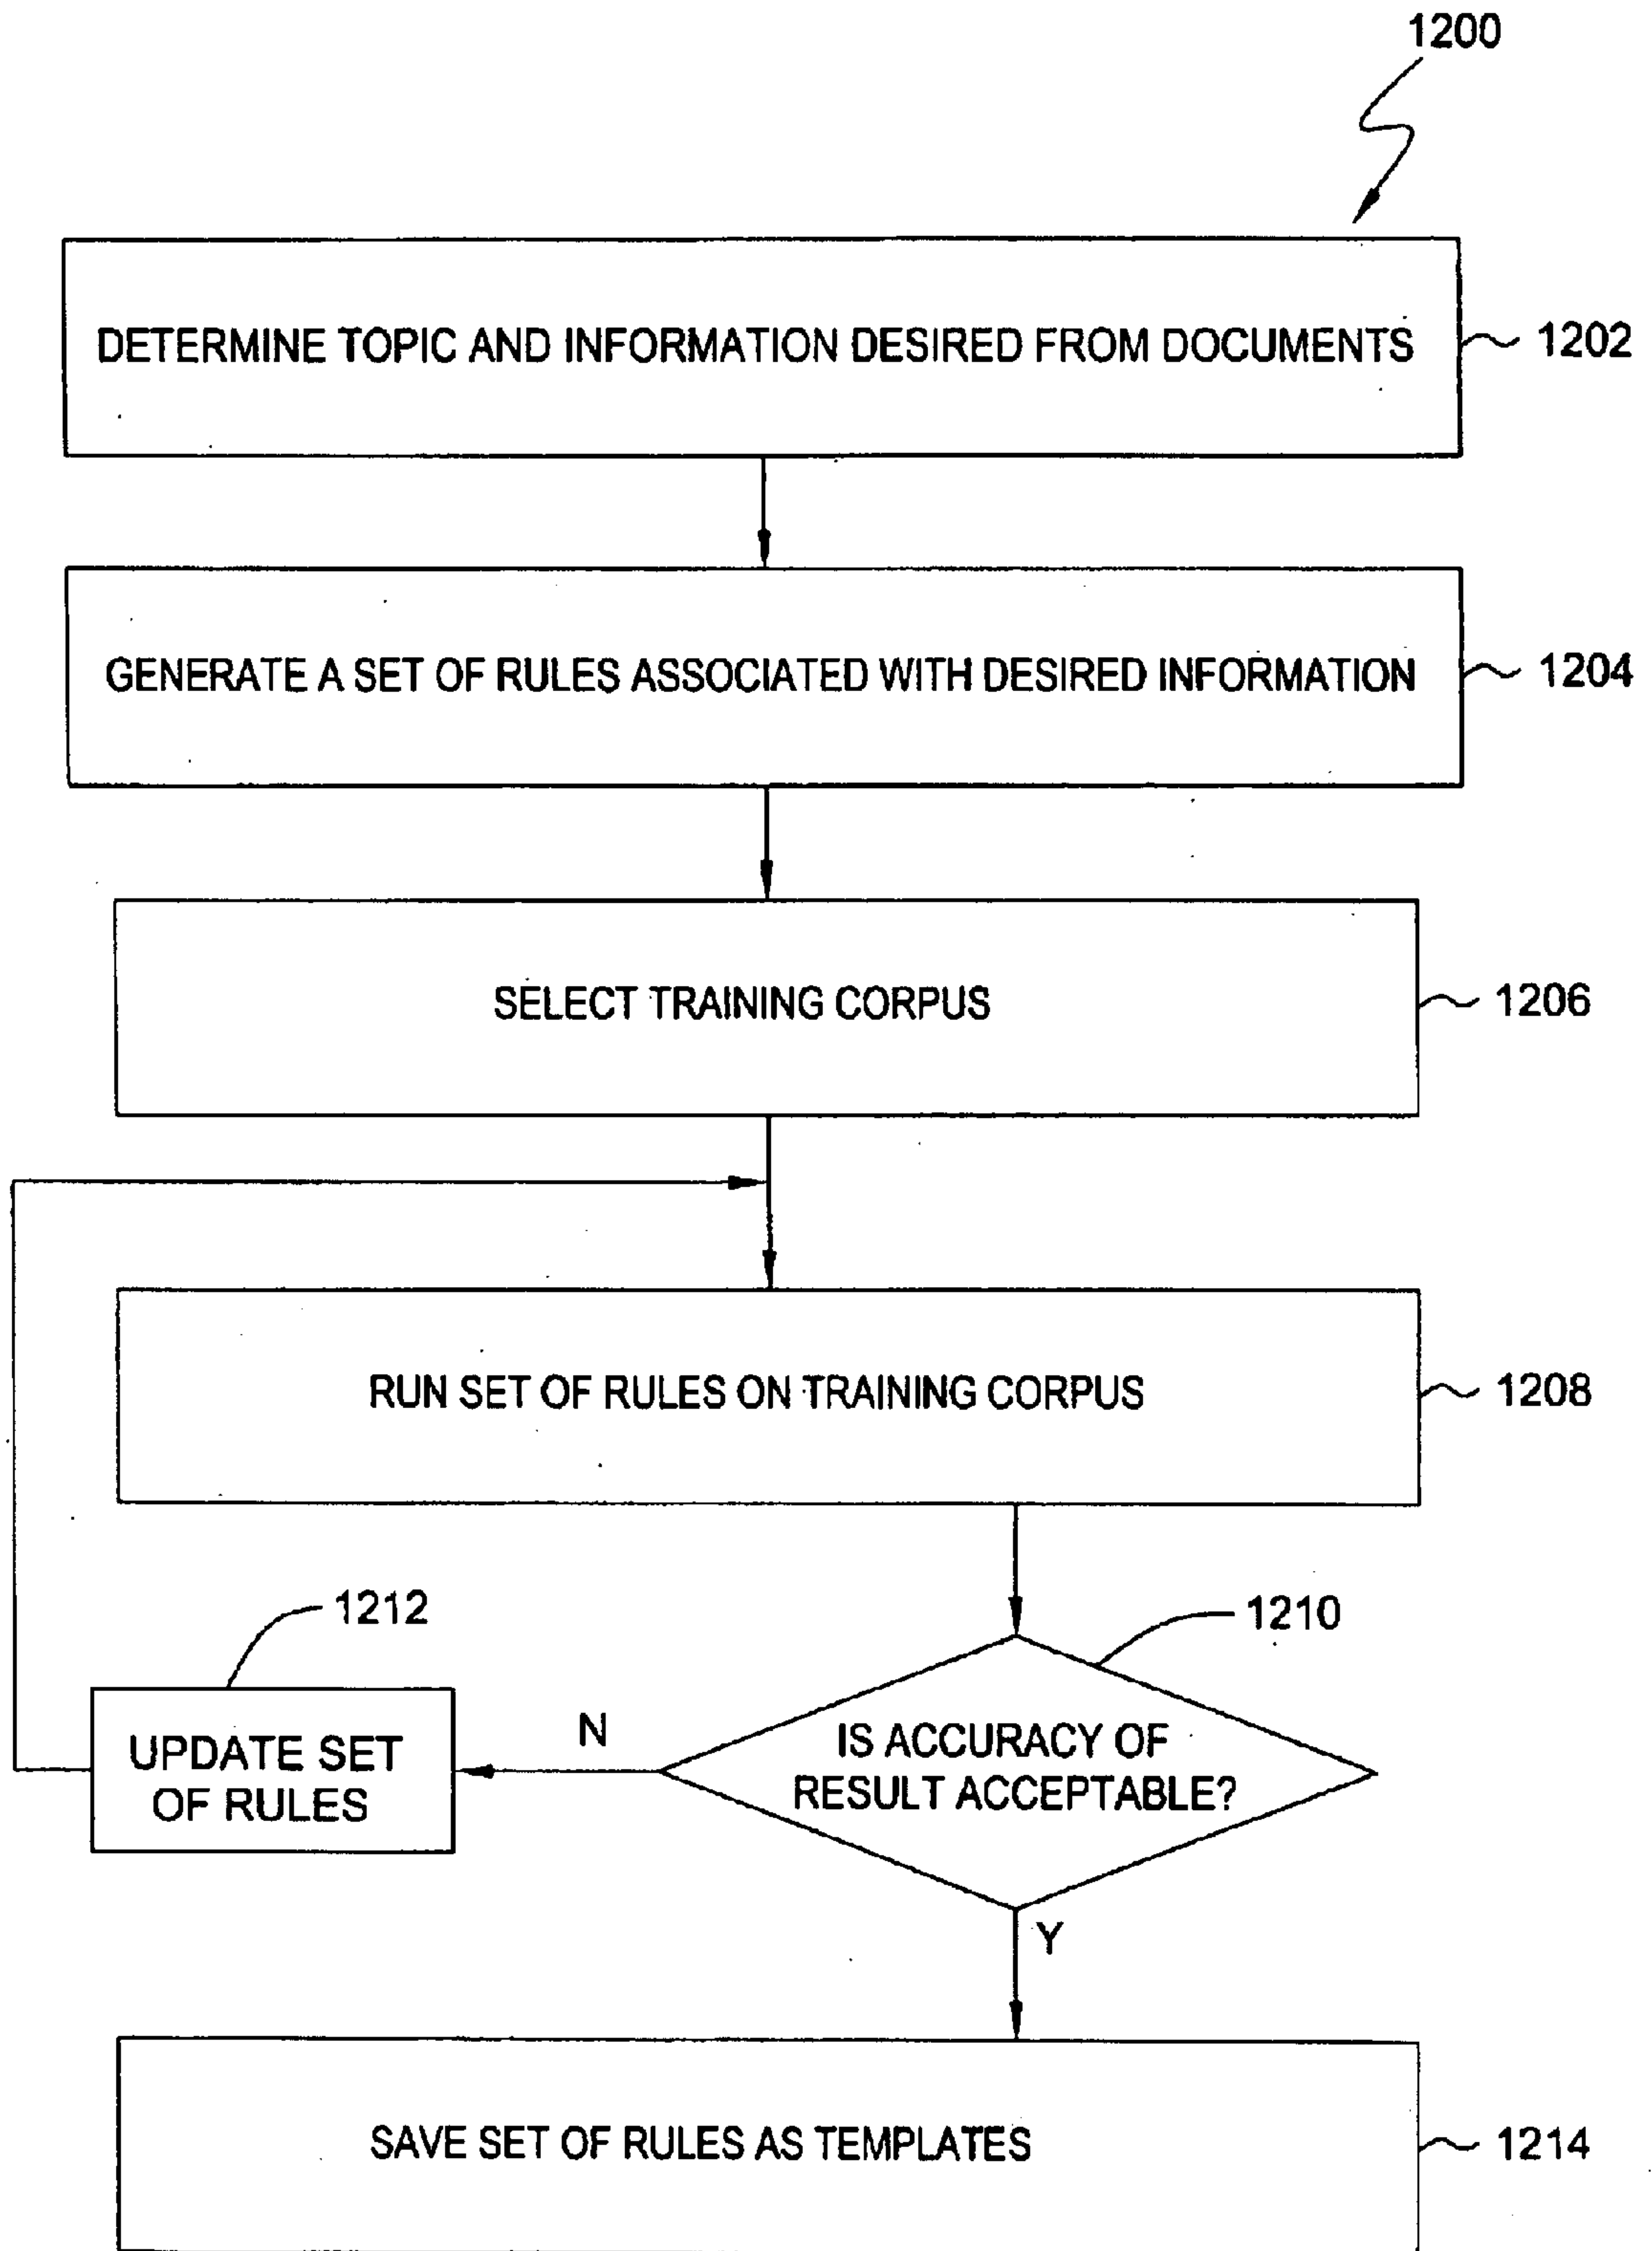 1200
DETERMINE TOPIC AND INFORMATION DESIRED FROM DOCUMENTS
1202
GENERATE A SET OF RULES ASSOCIATED WITH DESIRED INFORMATION
1204
SELECT TRAINING CORPUS
1206
RUN SET OF RULES ON TRAINING CORPUS
1208
1212
1210
UPDATE SET
OF RULES
N
IS ACCURACY OF
RESULT ACCEPTABLE?
Y
SAVE SET OF RULES AS TEMPLATES
1214